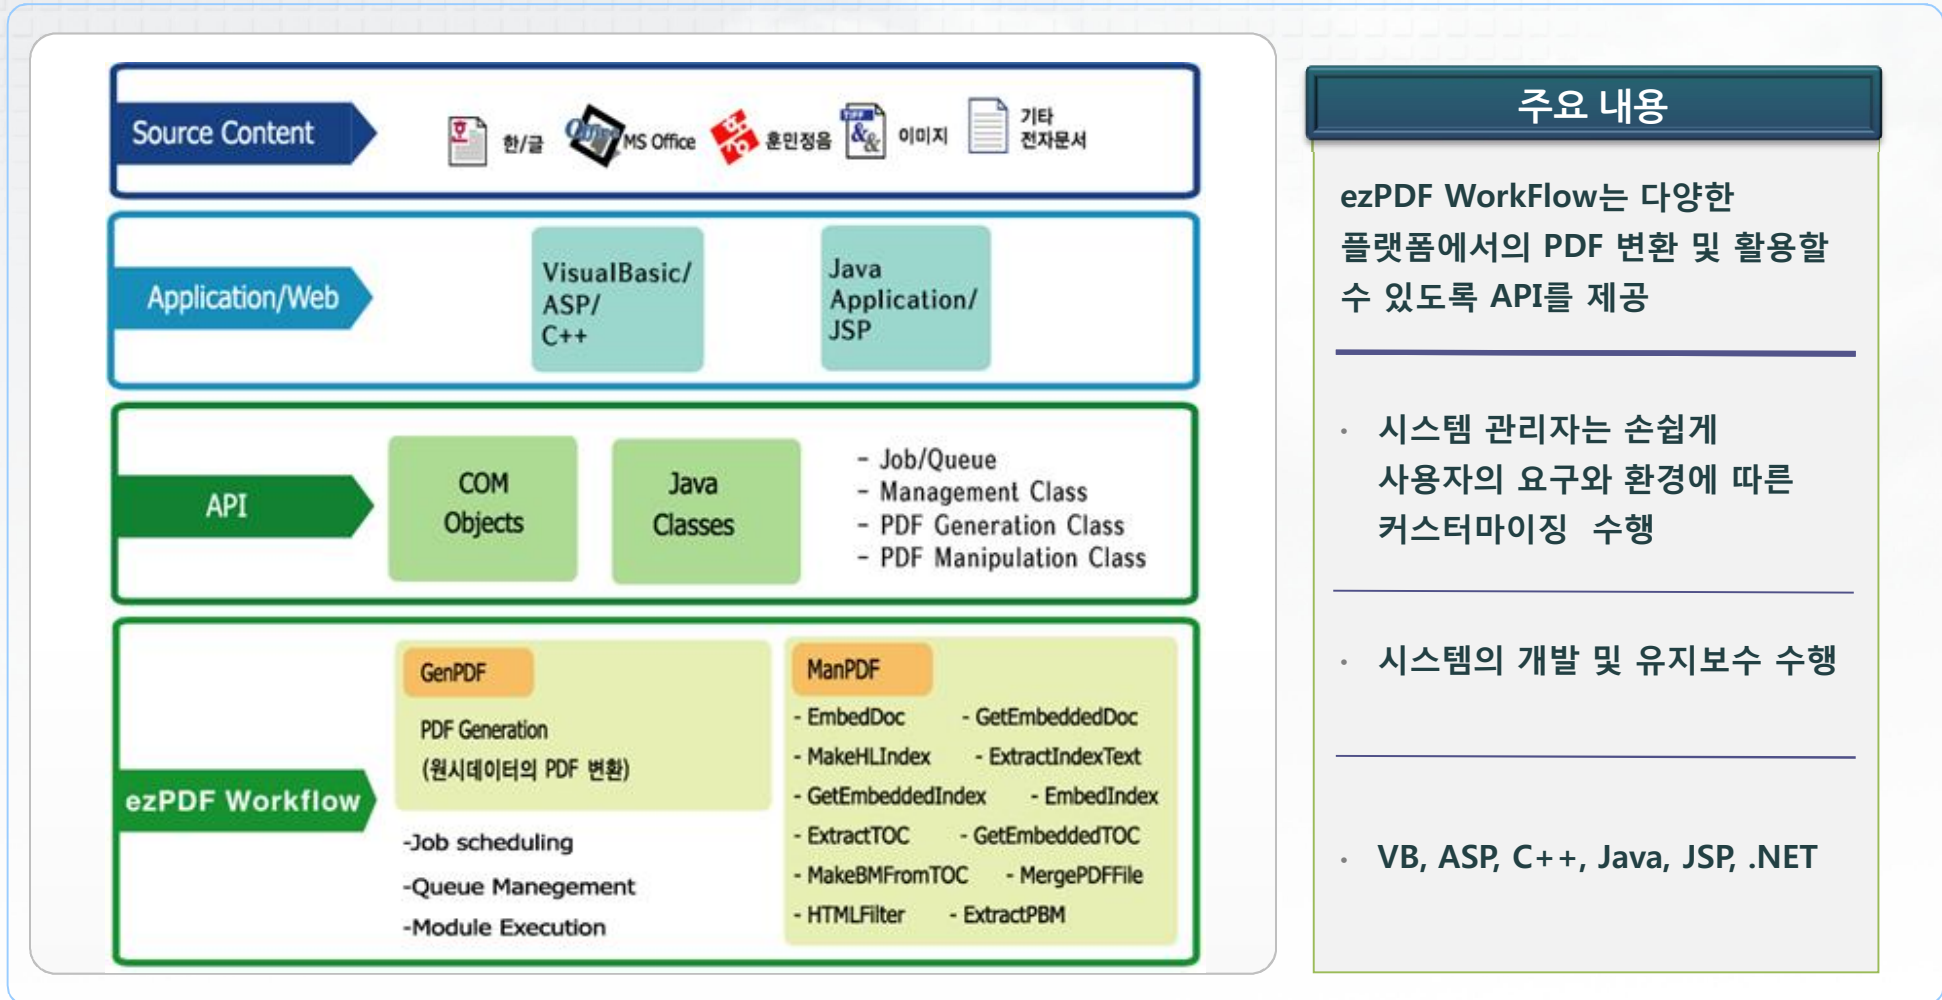 Source Content
한/글
MS Office
훈민정음
이미지
기타
전자문서
Application/Web
VisualBasic/
ASP/
C++
Java
Application/
JSP
API
COM
Objects
Java
Classes
- Job/Queue
- Management Class
- PDF Generation Class
- PDF Manipulation Class
ezPDF Workflow
GenPDF
PDF Generation
(원시데이터의 PDF 변환)
-Job scheduling
-Queue Manegement
-Module Execution
ManPDF
- EmbedDoc - GetEmbeddedDoc
- MakeHLIndex - ExtractIndexText
- GetEmbeddedIndex - EmbedIndex
- ExtractTOC - GetEmbeddedTOC
- MakeBMFromTOC - MergePDFFile
- HTMLFilter - ExtractPBM
주요 내용
ezPDF WorkFlow는 다양한
플랫폼에서의 PDF 변환 및 활용할
수 있도록 API를 제공
• 시스템 관리자는 손쉽게
사용자의 요구와 환경에 따른
커스터마이징 수행
• 시스템의 개발 및 유지보수 수행
• VB, ASP, C++, Java, JSP, .NET